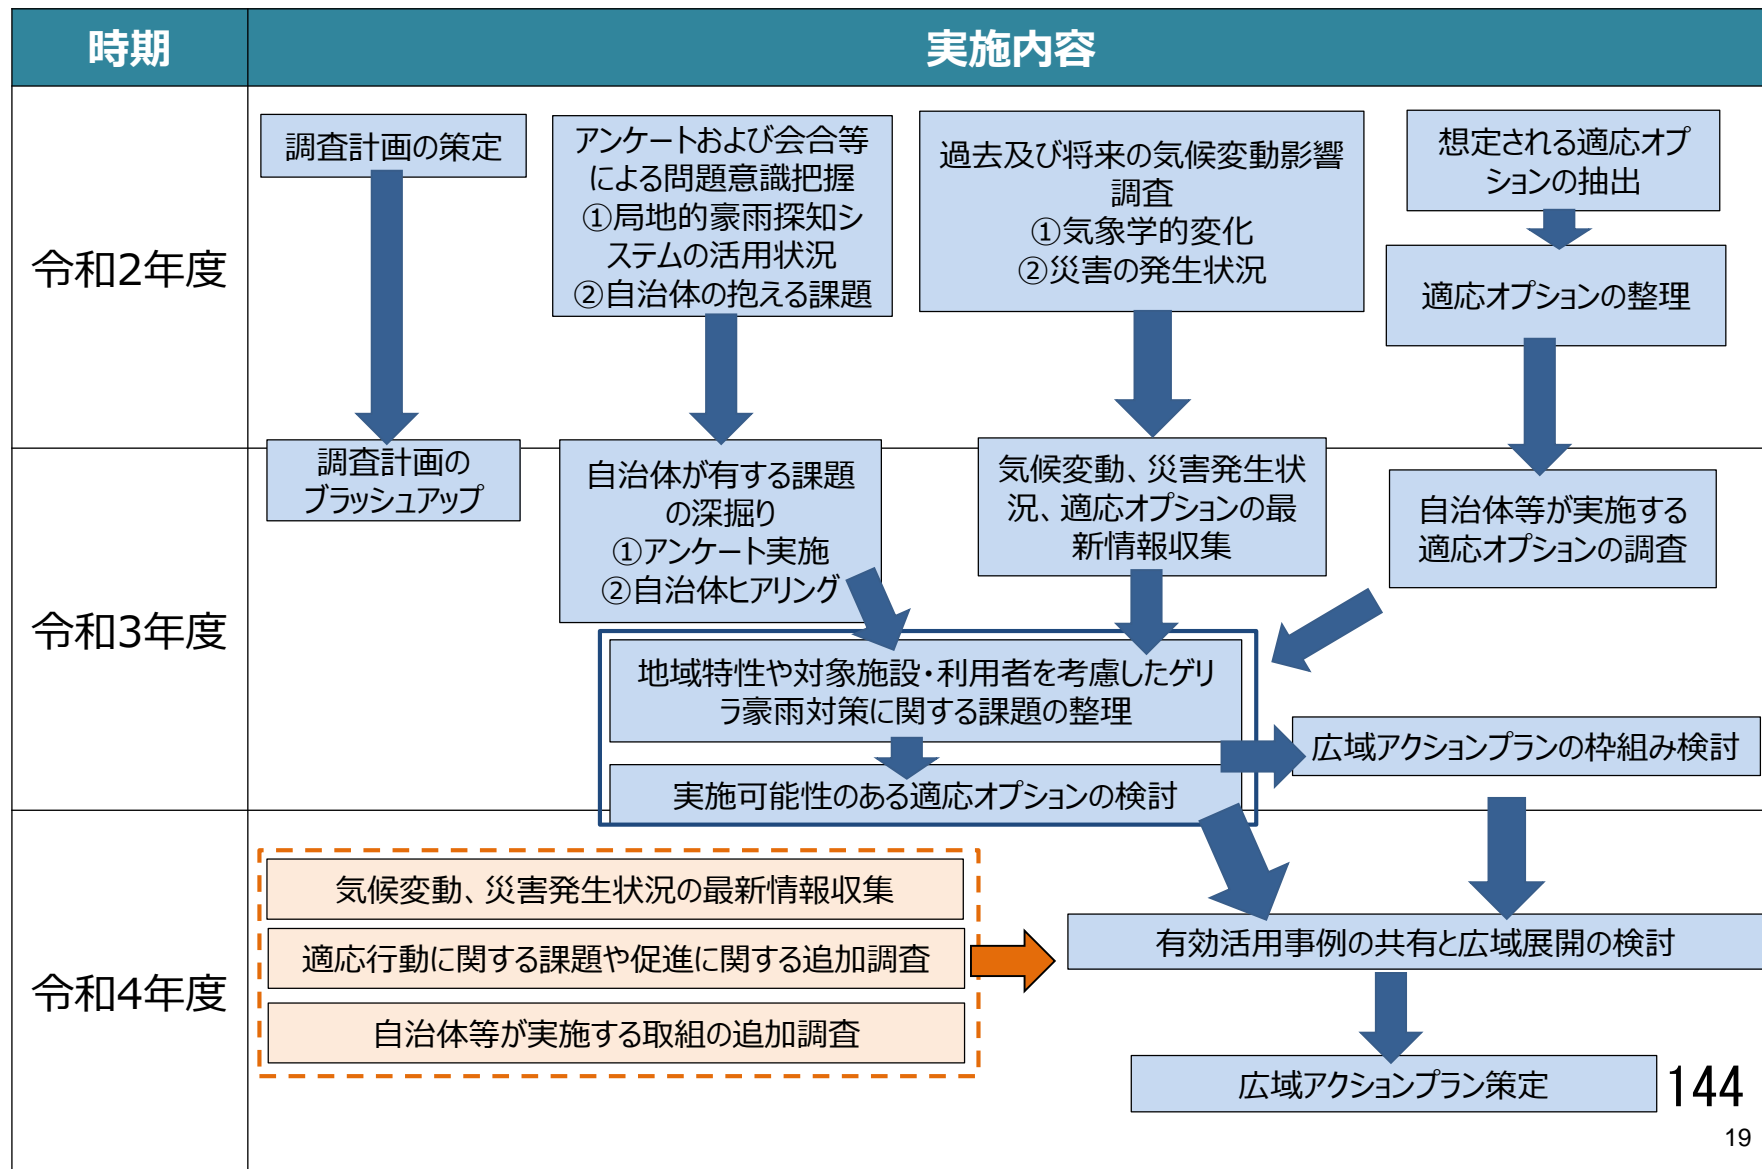 時期
実施内容
令和2年度
調査計画の策定
アンケートおよび会合等
による問題意識把握
①局地的豪雨探知シ
ステムの活用状況
②自治体の抱える課題
過去及び将来の気候変動影響
調査
①気象学的変化
②災害の発生状況
想定される適応オプ
ションの抽出
適応オプションの整理
令和3年度
調査計画の
ブラッシュアップ
自治体が有する課題
の深掘り
①アンケート実施
②自治体ヒアリング
気候変動、災害発生状
況、適応オプションの最
新情報収集
自治体等が実施する
適応オプションの調査
地域特性や対象施設・利用者を考慮したゲリ
ラ豪雨対策に関する課題の整理
実施可能性のある適応オプションの検討
広域アクションプランの枠組み検討
令和4年度
気候変動、災害発生状況の最新情報収集
適応行動に関する課題や促進に関する追加調査
自治体等が実施する取組の追加調査
有効活用事例の共有と広域展開の検討
広域アクションプラン策定
144
19